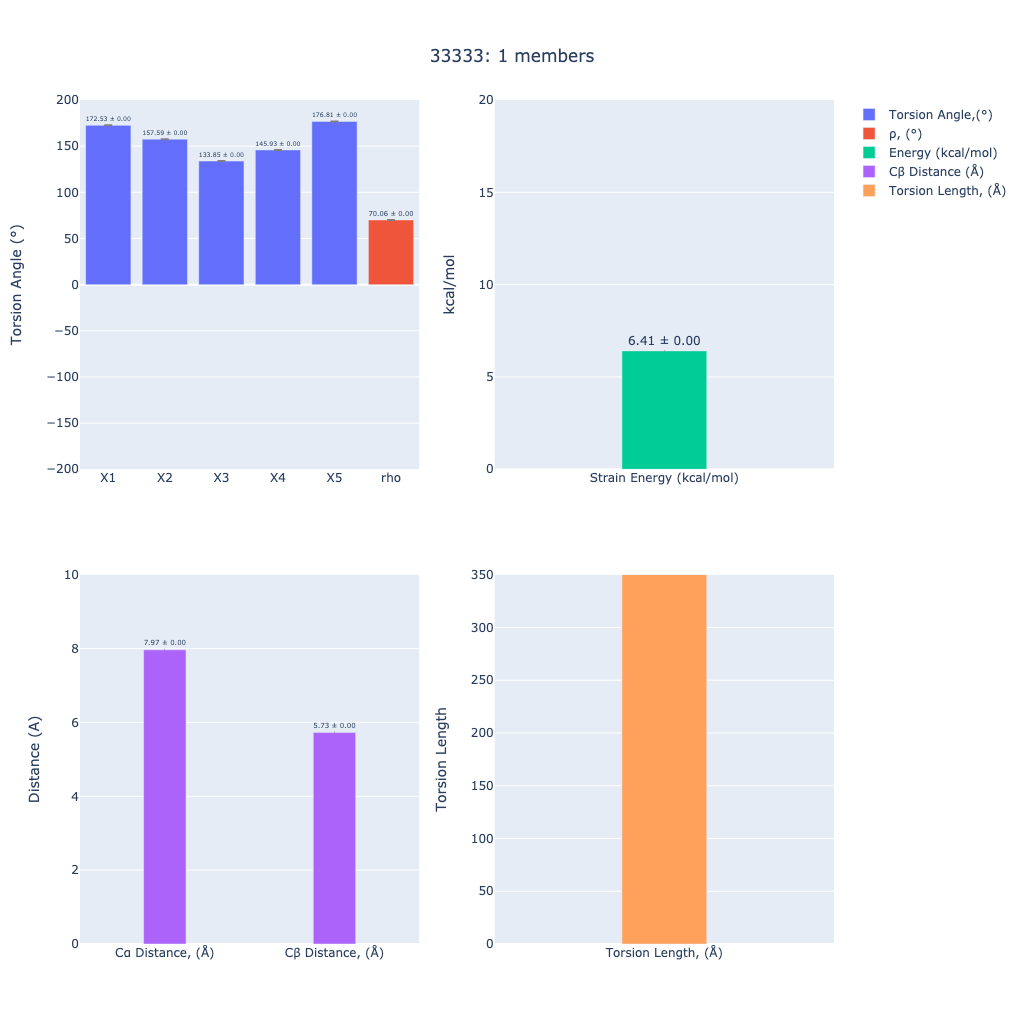 33333: 1 members
200
150
100
50
0
−50
−100
−150
−200
Torsion Angle (°)
172.53 ± 0.00
157.59 ± 0.00
133.85 ± 0.00
145.93 ± 0.00
176.81 ± 0.00
70.06 ± 0.00
X1 X2 X3 X4 X5 rho
20
15
10
5
0
kcal/mol
6.41 ± 0.00
Strain Energy (kcal/mol)
Torsion Angle,(°)
ρ, (°)
Energy (kcal/mol)
Cβ Distance (Å)
Torsion Length, (Å)
10
8
6
4
2
0
Distance (A)
7.97 ± 0.00
5.73 ± 0.00
Cα Distance, (Å) Cβ Distance, (Å)
350
300
250
200
150
100
50
0
Torsion Length
Torsion Length, (Å)